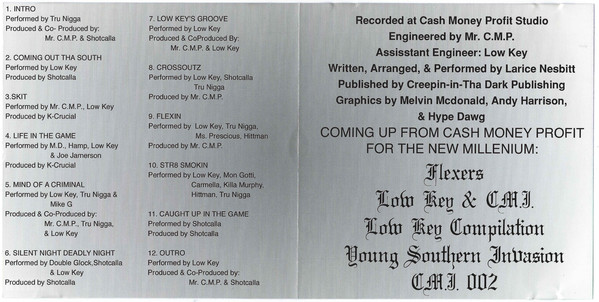 1. INTRO
Performed by Tru Nigga
Produced & Co- Produced by:
Mr. C.M.P. & Shotcalla
2. COMING OUT THA SOUTH
Performed by Low Key
Produced by Shotcalla
3.SKIT
Performed by Mr. C.M.P., Low Key
Produced by K-Crucial
4. LIFE IN THE GAME
Performed by M.D., Hamp, Low Key
& Joe Jamerson
Produced by K-Crucial
5. MIND OF A CRIMINAL
Performed by Low Key, Tru Nigga &
Mike G
Produced & Co-Produced by:
Mr. C.M.P., Tru Nigga,
& Low Key
6. SILENT NIGHT DEADLY NIGHT
Performed by Double Glock,Shotcalla
& Low Key
Produced by Shotcalla
7. LOW KEY'S GROOVE
Performed by Low Key
Produced & CoProduced By:
Mr. C.M.P. & Low Key
8. CROSSOUTZ
Performed by Low Key, Shotcalla
Tru Nigga
Produced by Mr. C.M.P.
9. FLEXIN
Performed by Low Key, Tru Nigga,
Ms. Prescious, Hittman
Produced by Mr. C.M.P.
10. STR8 SMOKIN
Performed by Low Key, Mon Gotti,
Carmella, Killa Murphy,
Hittman, Tru Nigga
11. CAUGHT UP IN THE GAME
Preformed by Shotcalla
Produced by Shotcalla
12. OUTRO
Performed by Low Key
Produced & Co-Produced by:
Mr. C.M.P. & Shotcalla
Recorded at Cash Money Profit Studio
Engineered by Mr. C.M.P.
Assisstant Engineer: Low Key
Written, Arranged, & Performed by Larice Nesbitt
Published by Creepin-in-Tha Dark Publishing
Graphics by Melvin Mcdonald, Andy Harrison,
& Hype Dawg
COMING UP FROM CASH MONEY PROFIT
FOR THE NEW MILLENIUM:
Flexers
Low Key & C.M.I.
Low Key Compilation
Young Southern Invasion
C.M.I. 002